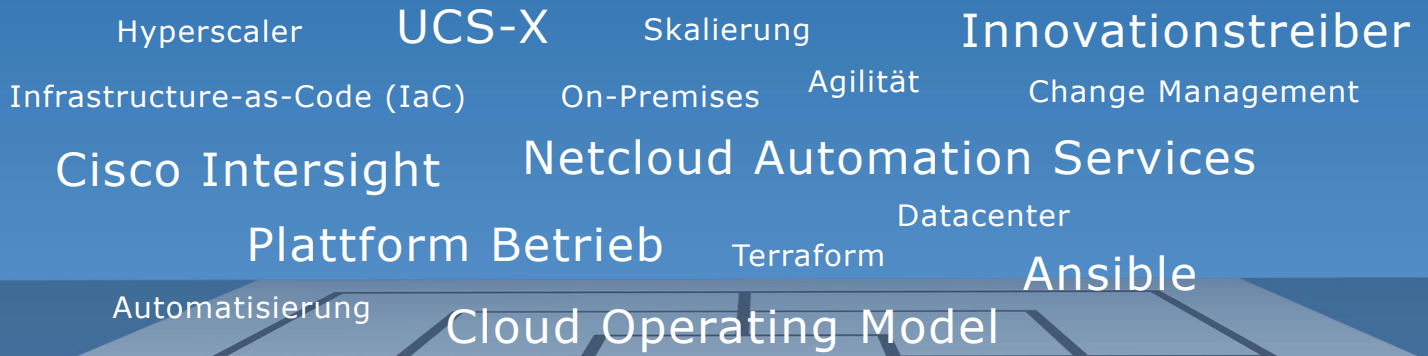 Hyperscaler
UCS-X
Skalierung
Innovationstreiber
Infrastructure-as-Code (IaC)
On-Premises
Agilität
Change Management
Cisco Intersight
Netcloud Automation Services
Datacenter
Plattform Betrieb
Terraform
Ansible
Automatisierung
Cloud Operating Model